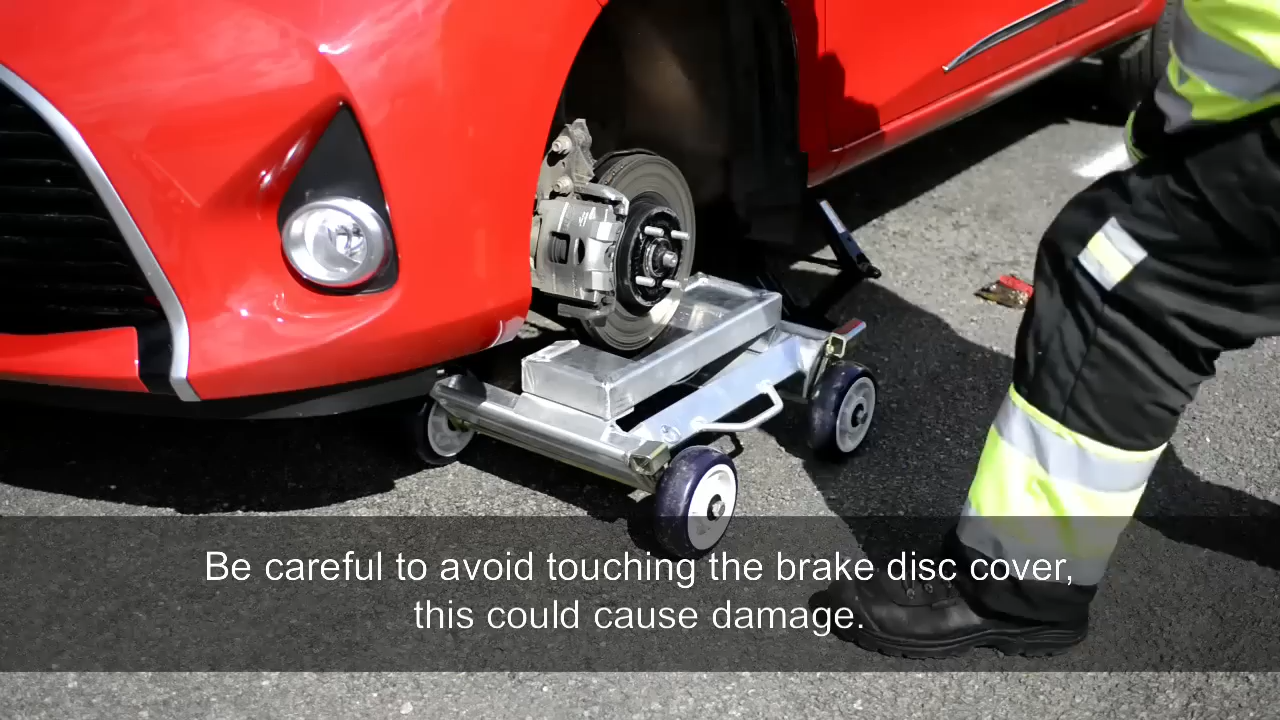 Be careful to avoid touching the brake disc cover,
this could cause damage.